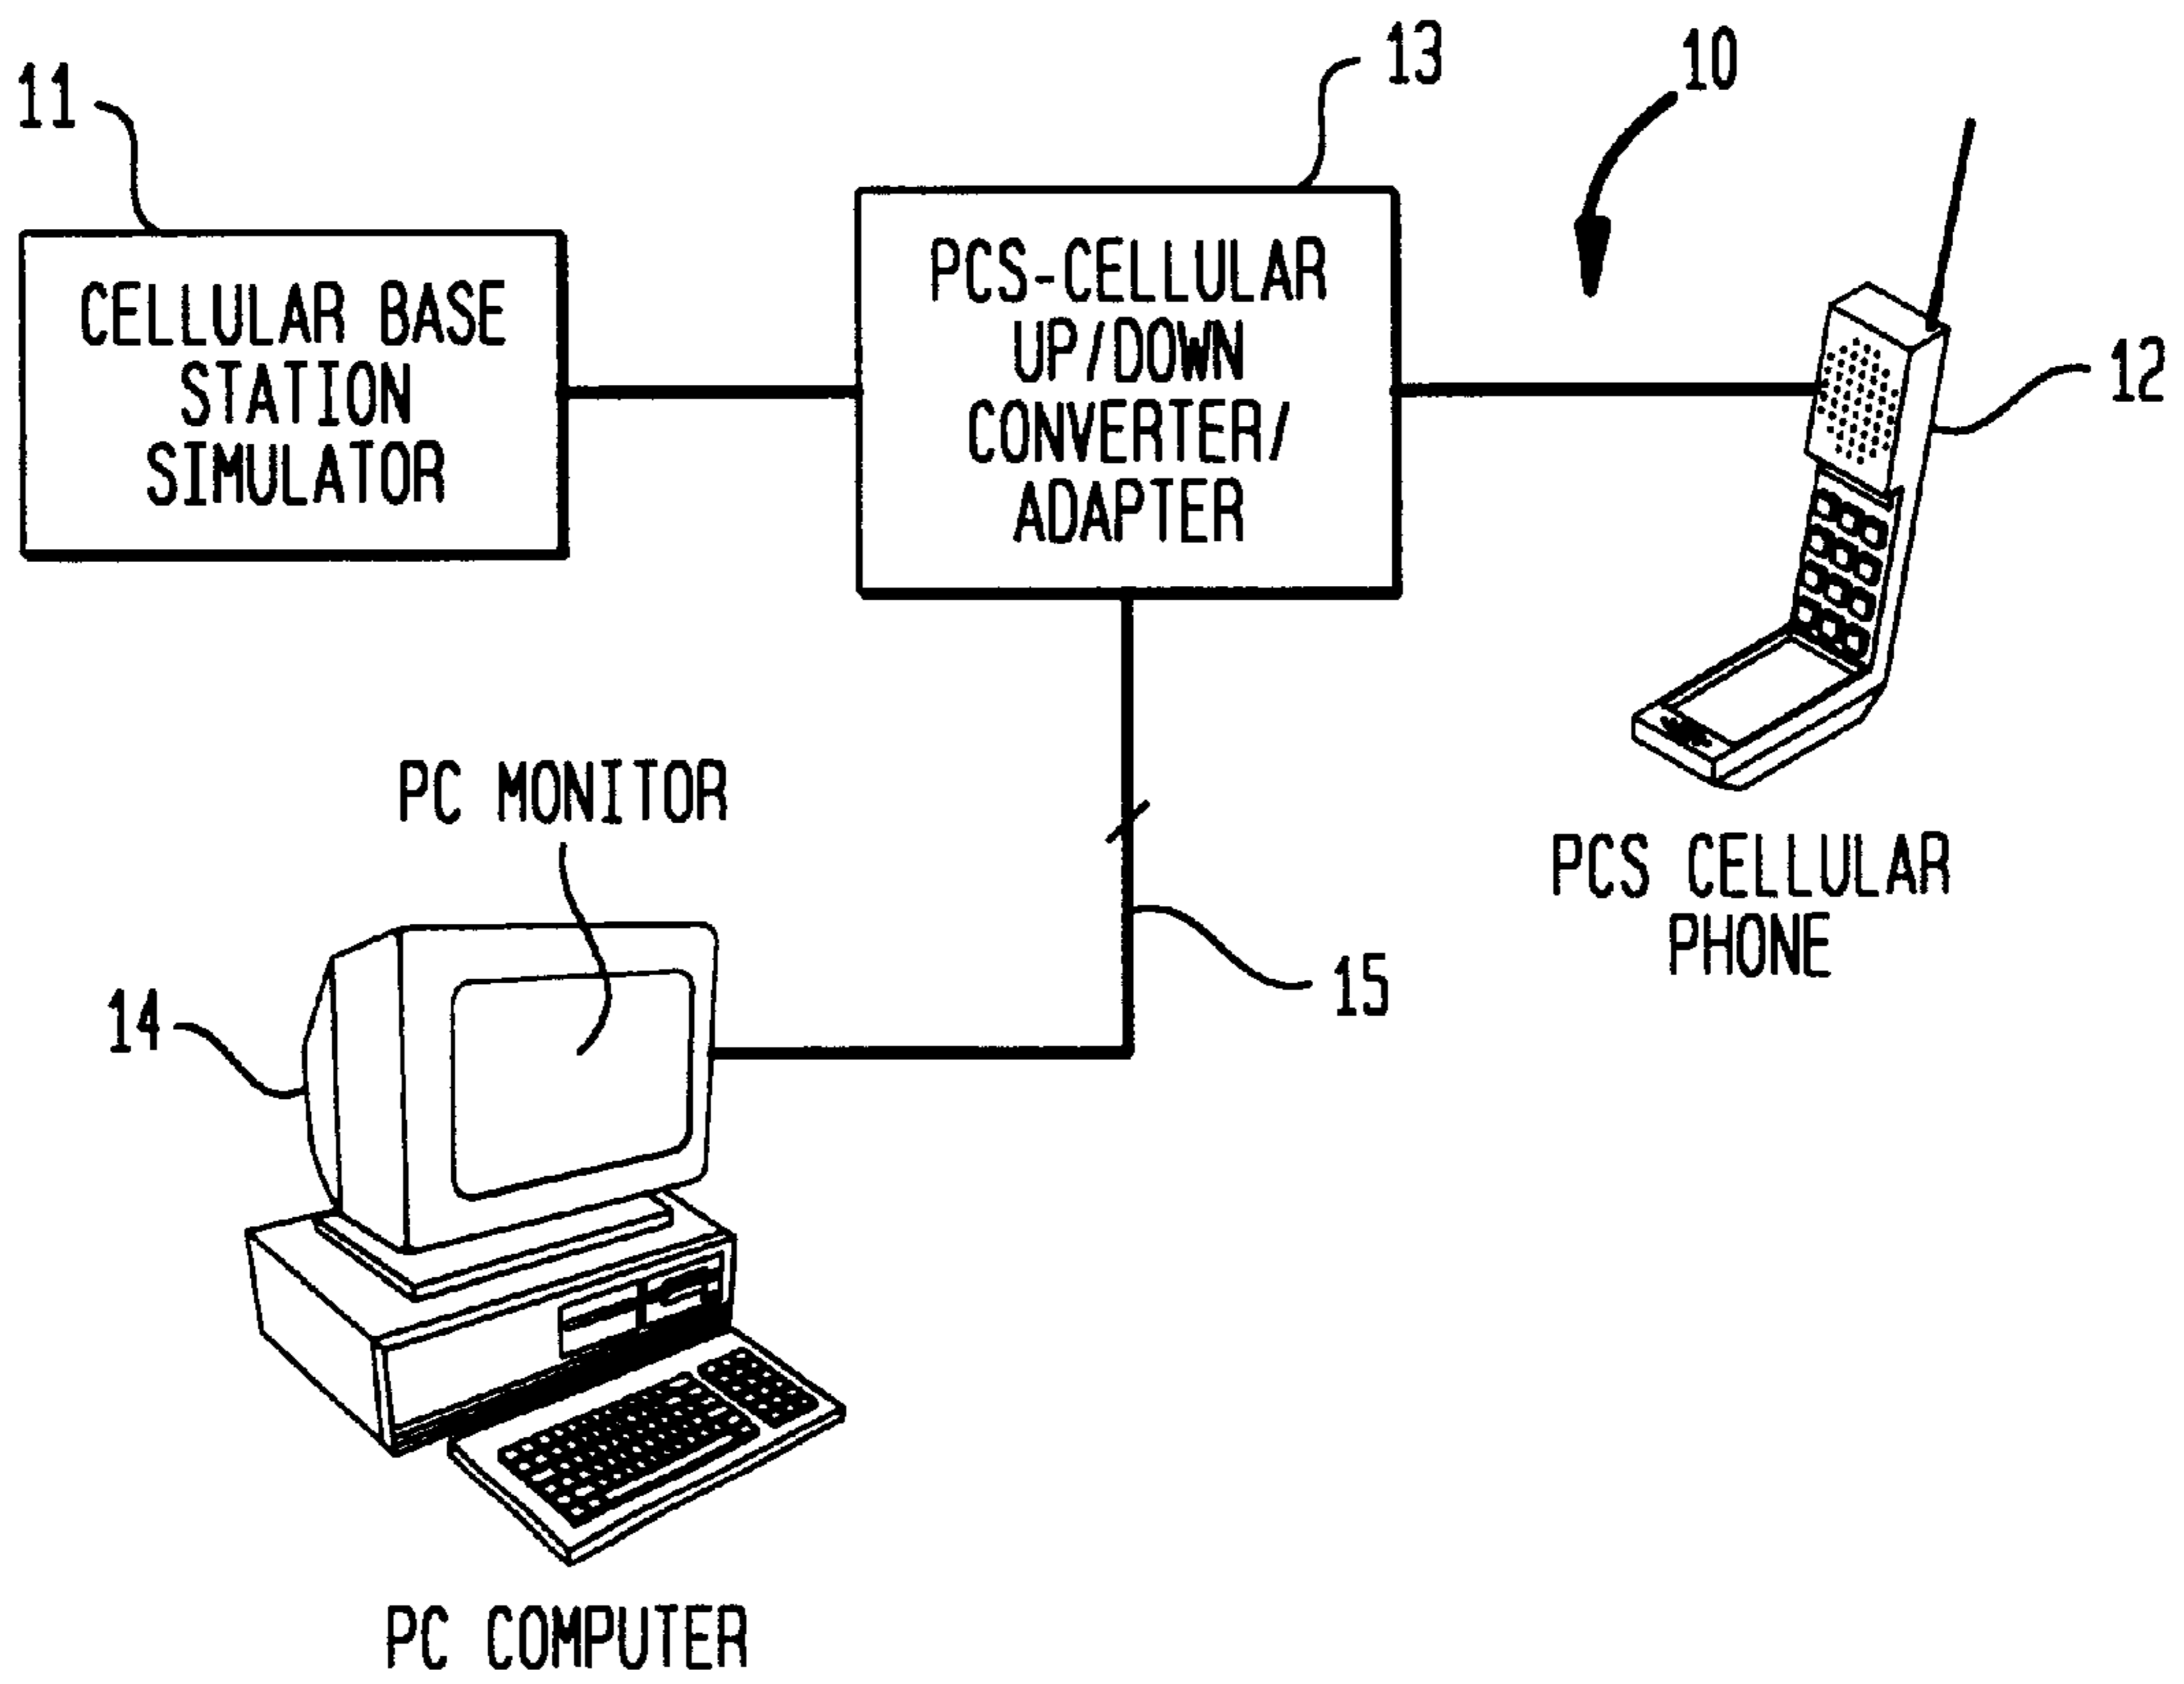 11
13
10
CELLULAR BASE
STATION
SIMULATOR
PCS-CELLULAR
UP/DOWN
CONVERTER/
ADAPTER
12
PC MONITOR
PCS CELLULAR
PHONE
14
15
PC COMPUTER